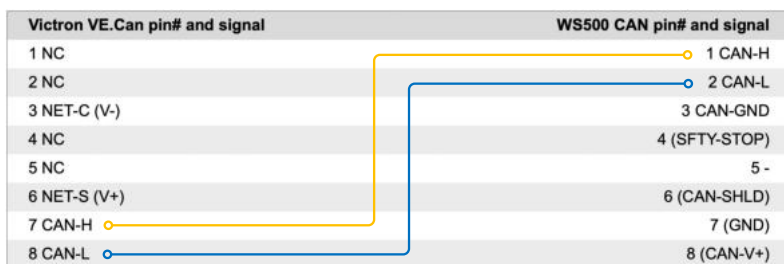 Victron VE.Can pin# and signal WS500 CAN pin# and signal
1 NC 1 CAN-H
2 NC 2 CAN-L
3 NET-C (V-) 3 CAN-GND
4 NC 4 (SFTY-STOP)
5 NC 5 -
6 NET-S (V+) 6 (CAN-SHLD)
7 CAN-H 7 (GND)
8 CAN-L 8 (CAN-V+)